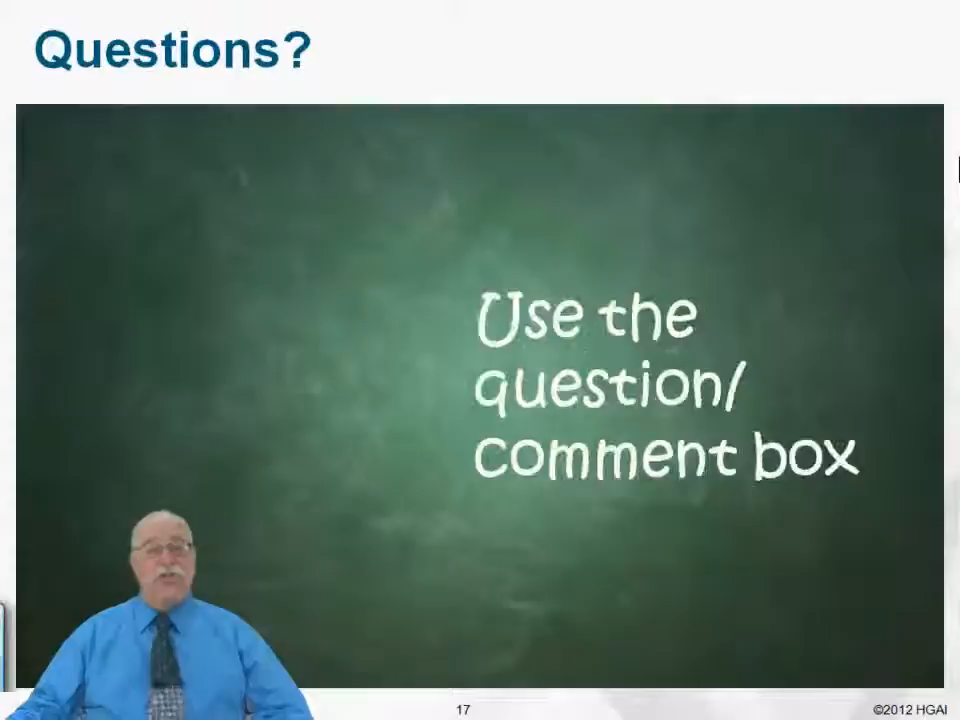 Questions?
Use the
question/
comment box
17
©2012 HGAI